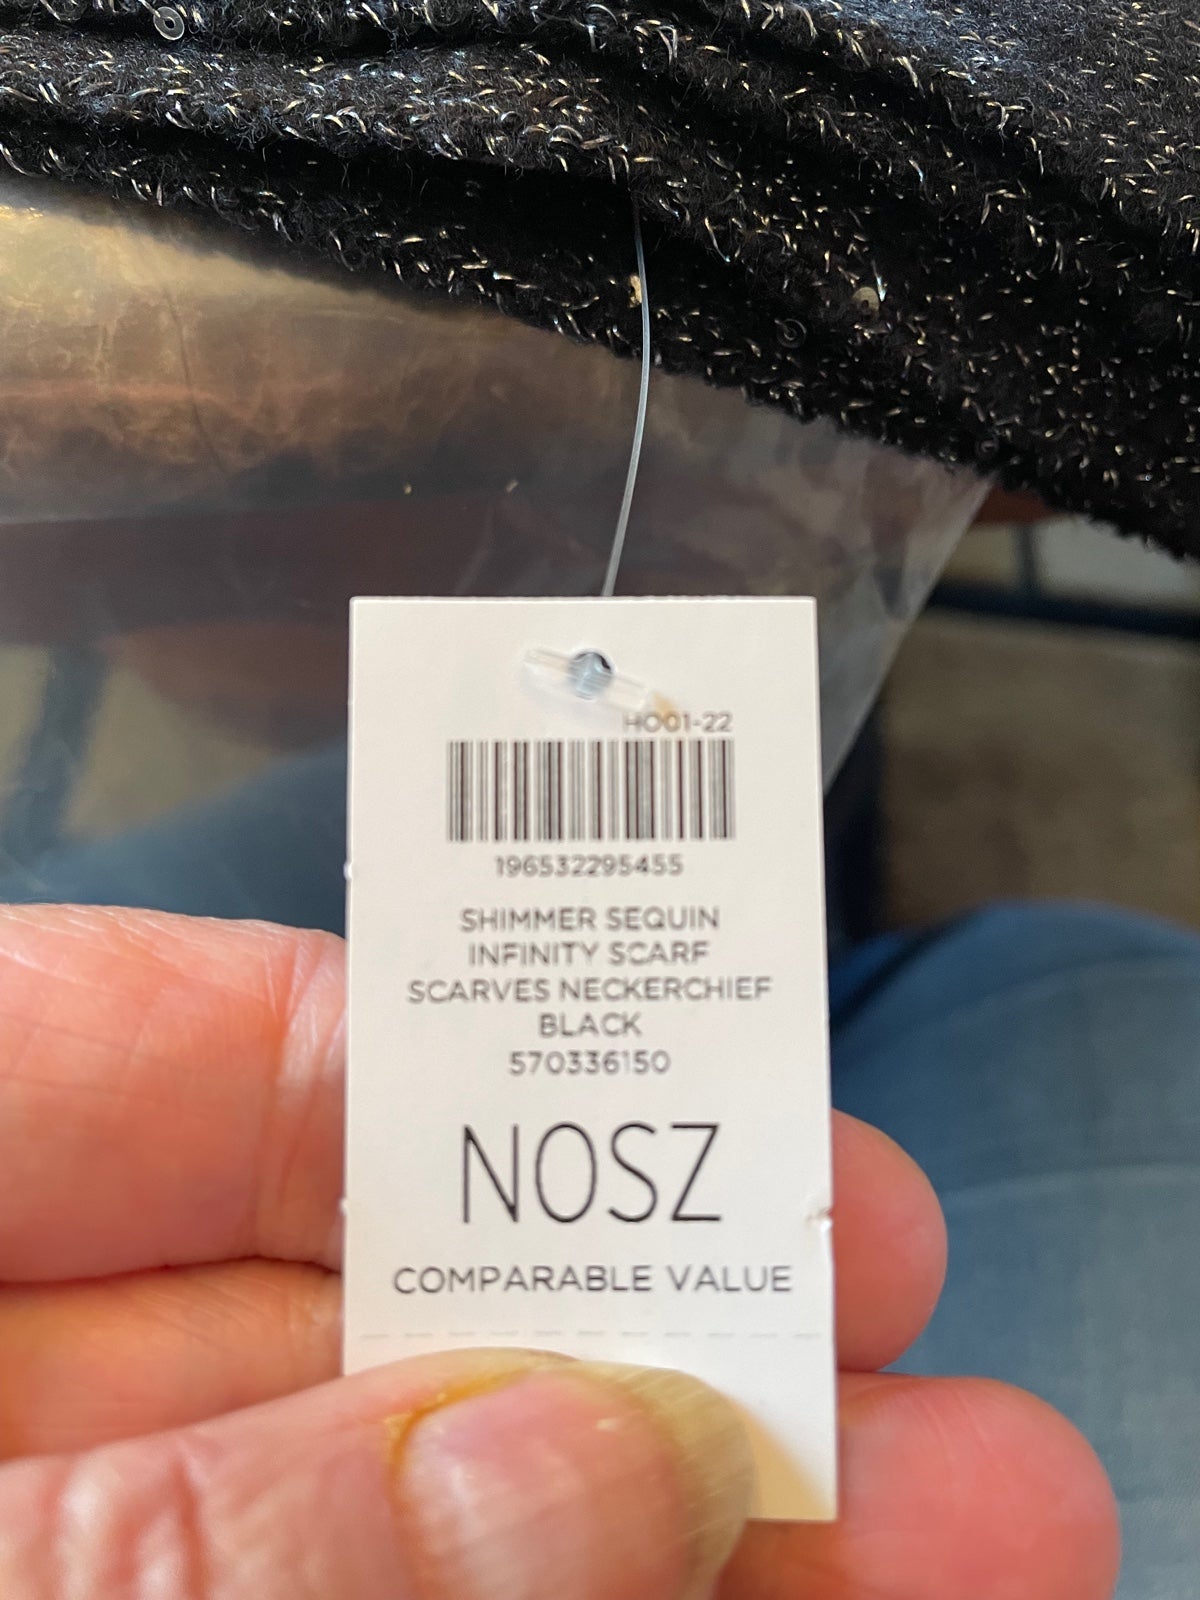 HO01-22
196532295455
SHIMMER SEQUIN
INFINITY SCARF
SCARVES NECKERCHIEF
BLACK
570336150
NOSZ
COMPARABLE VALUE